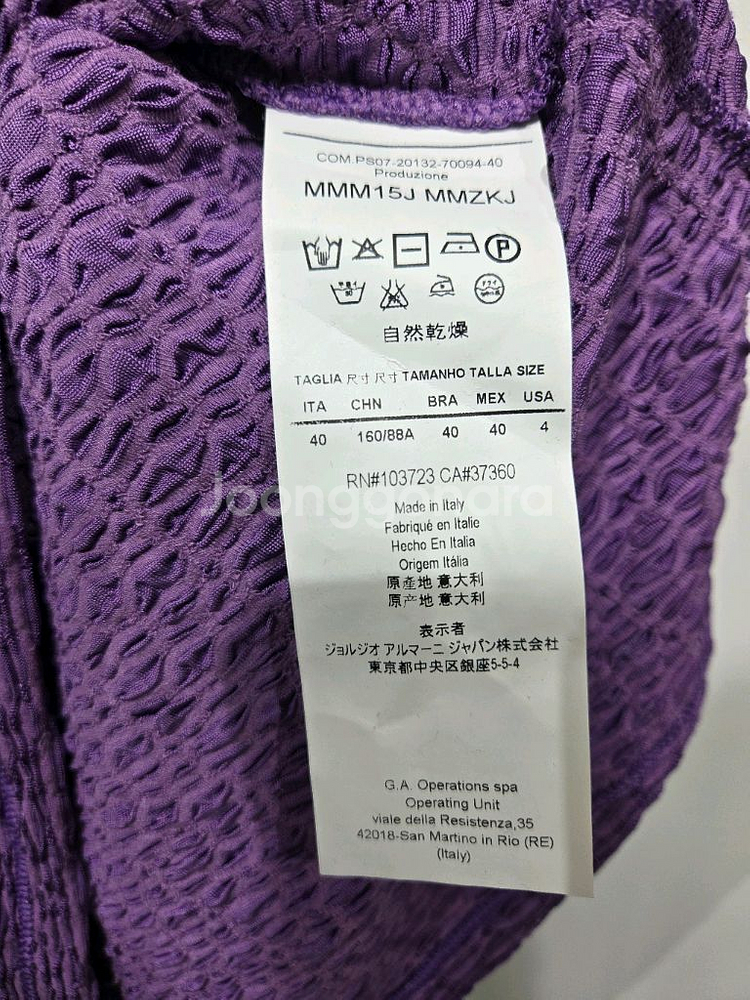 COM.PS07-20132-70094-40
Produzione
MMM15J MMZKJ
P
自然乾燥
TAGLIA 尺寸 尺寸 TAMANHO TALLA SIZE
ITA CHN BRA MEX USA
40 160/88A 40 40 4
RN#103723 CA#37360
Joonggonara
Made in Italy
Fabriqué en Italie
Hecho En Italia
Origem Itália
原產地 意大利
原产地 意大利
表示者
ジョルジオ アルマーニ ジャパン株式会社
東京都中央区銀座5-5-4
G.A. Operations spa
Operating Unit
viale della Resistenza,35
42018-San Martino in Rio (RE)
(Italy)